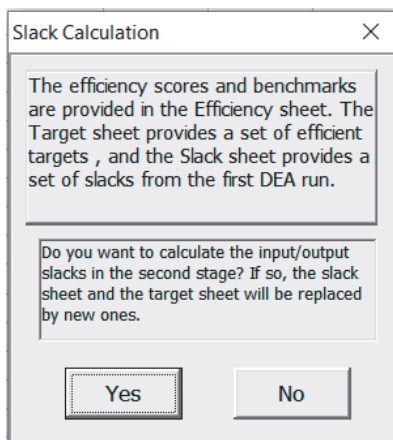 Slack Calculation
The efficiency scores and benchmarks
are provided in the Efficiency sheet. The
Target sheet provides a set of efficient
targets , and the Slack sheet provides a
set of slacks from the first DEA run.
Do you want to calculate the input/output
slacks in the second stage? If so, the slack
sheet and the target sheet will be replaced
by new ones.
Yes No